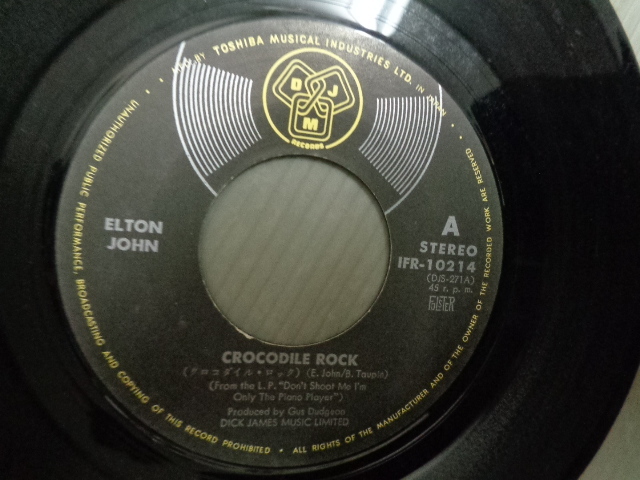 MFD. BY TOSHIBA MUSICAL INDUSTRIES LTD. IN JAPAN
DJM
RECORDS
ELTON
JOHN
A
STEREO
IFR-10214
(DJS-271A)
45 r. p. m.
CROCODILE ROCK
(クロコダイル・ロック) (E. John/B. Taupin)
(From the L.P. "Don't Shoot Me I'm
Only The Piano Player")
Produced by Gus Dudgeon
DICK JAMES MUSIC LIMITED
UNAUTHORIZED PUBLIC PERFORMANCE, BROADCASTING AND COPYING OF THIS RECORD PROHIBITED • ALL RIGHTS OF THE MANUFACTURER AND OF THE OWNER OF THE RECORDED WORK ARE RESERVED